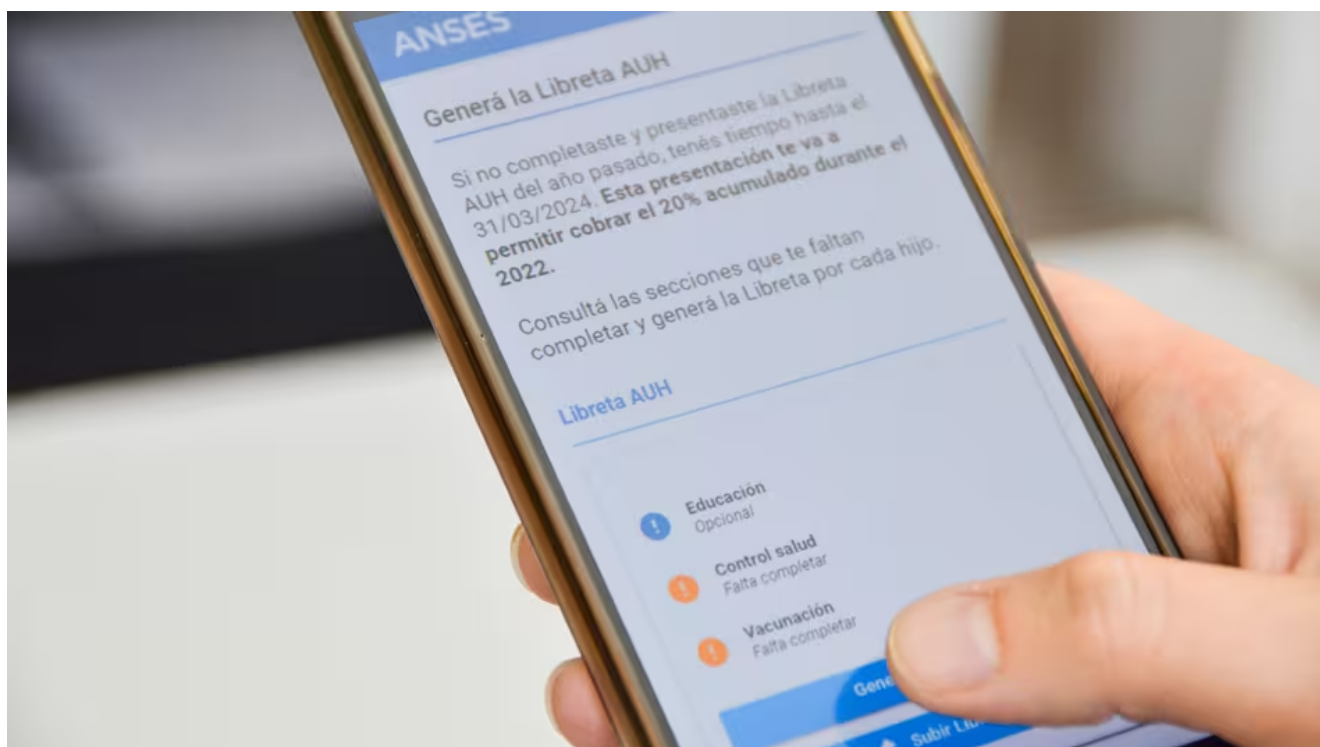 ANSES
Generá la Libreta AUH
Si no completaste y presentaste la Libreta
AUH del año pasado, tenés tiempo hasta el
31/03/2024. Esta presentación te va a
permitir cobrar el 20% acumulado durante el
2022.
Consultá las secciones que te faltan
completar y generá la Libreta por cada hijo.
Libreta AUH
Educación
Opcional
Control salud
Falta completar
Vacunación
Falta completar
Subir